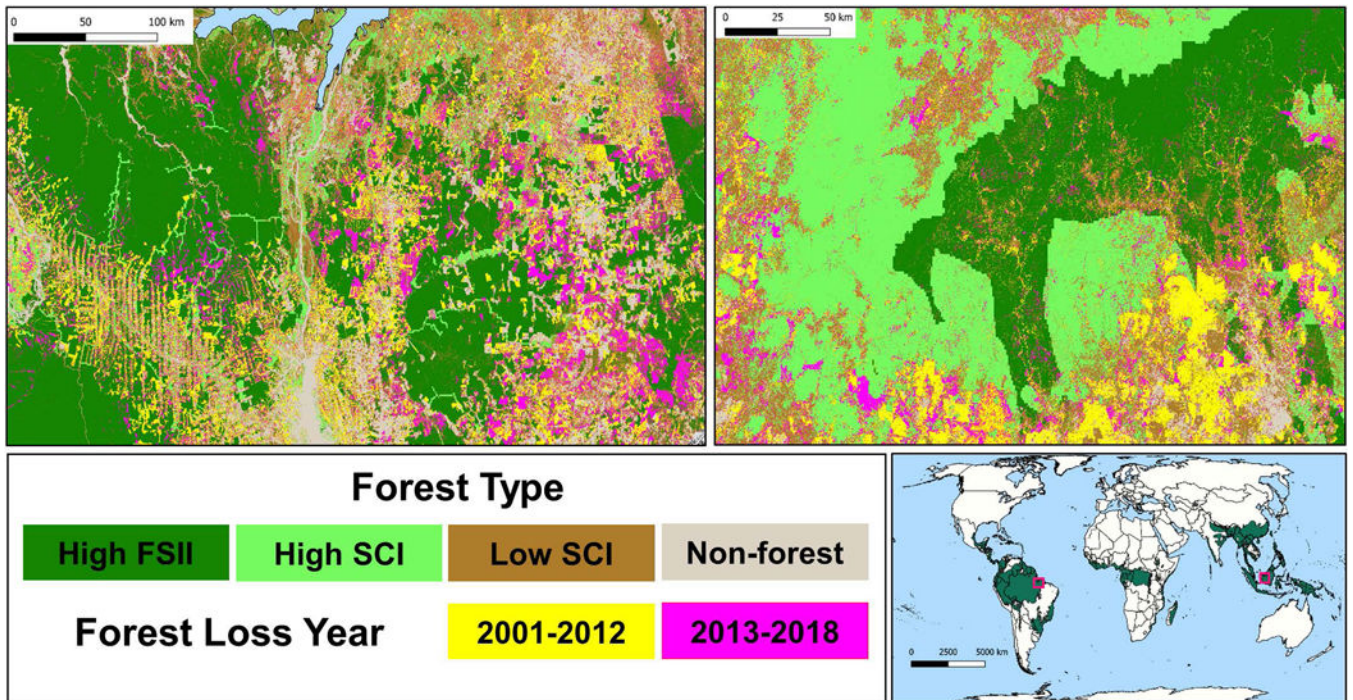 0 50 100 km
0 25 50 km
Forest Type
High FSII High SCI Low SCI Non-forest
Forest Loss Year 2001-2012 2013-2018
0 2500 5000 km